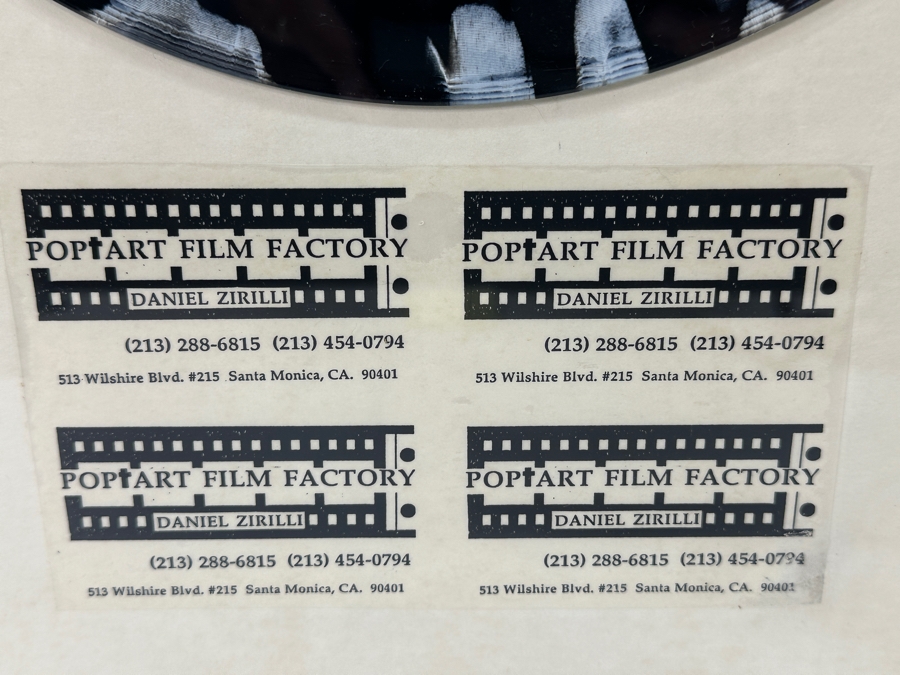 POP†ART FILM FACTORY
DANIEL ZIRILLI
(213) 288-6815 (213) 454-0794
513 Wilshire Blvd. #215 Santa Monica, CA. 90401
POP†ART FILM FACTORY
DANIEL ZIRILLI
(213) 288-6815 (213) 454-0794
513 Wilshire Blvd. #215 Santa Monica, CA. 90401
POP†ART FILM FACTORY
DANIEL ZIRILLI
(213) 288-6815 (213) 454-0794
513 Wilshire Blvd. #215 Santa Monica, CA. 90401
POP†ART FILM FACTORY
DANIEL ZIRILLI
(213) 288-6815 (213) 454-0794
513 Wilshire Blvd. #215 Santa Monica, CA. 90401